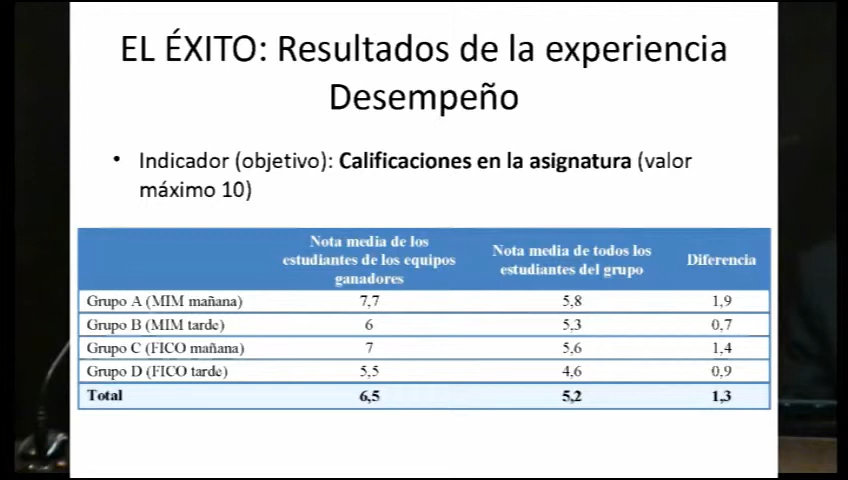 EL ÉXITO: Resultados de la experiencia
Desempeño
• Indicador (objetivo): Calificaciones en la asignatura (valor
máximo 10)
Nota media de los
estudiantes de los equipos
ganadores
Nota media de todos los
estudiantes del grupo
Diferencia
Grupo A (MIM mañana) 7,7 5,8 1,9
Grupo B (MIM tarde) 6 5,3 0,7
Grupo C (FICO mañana) 7 5,6 1,4
Grupo D (FICO tarde) 5,5 4,6 0,9
Total 6,5 5,2 1,3